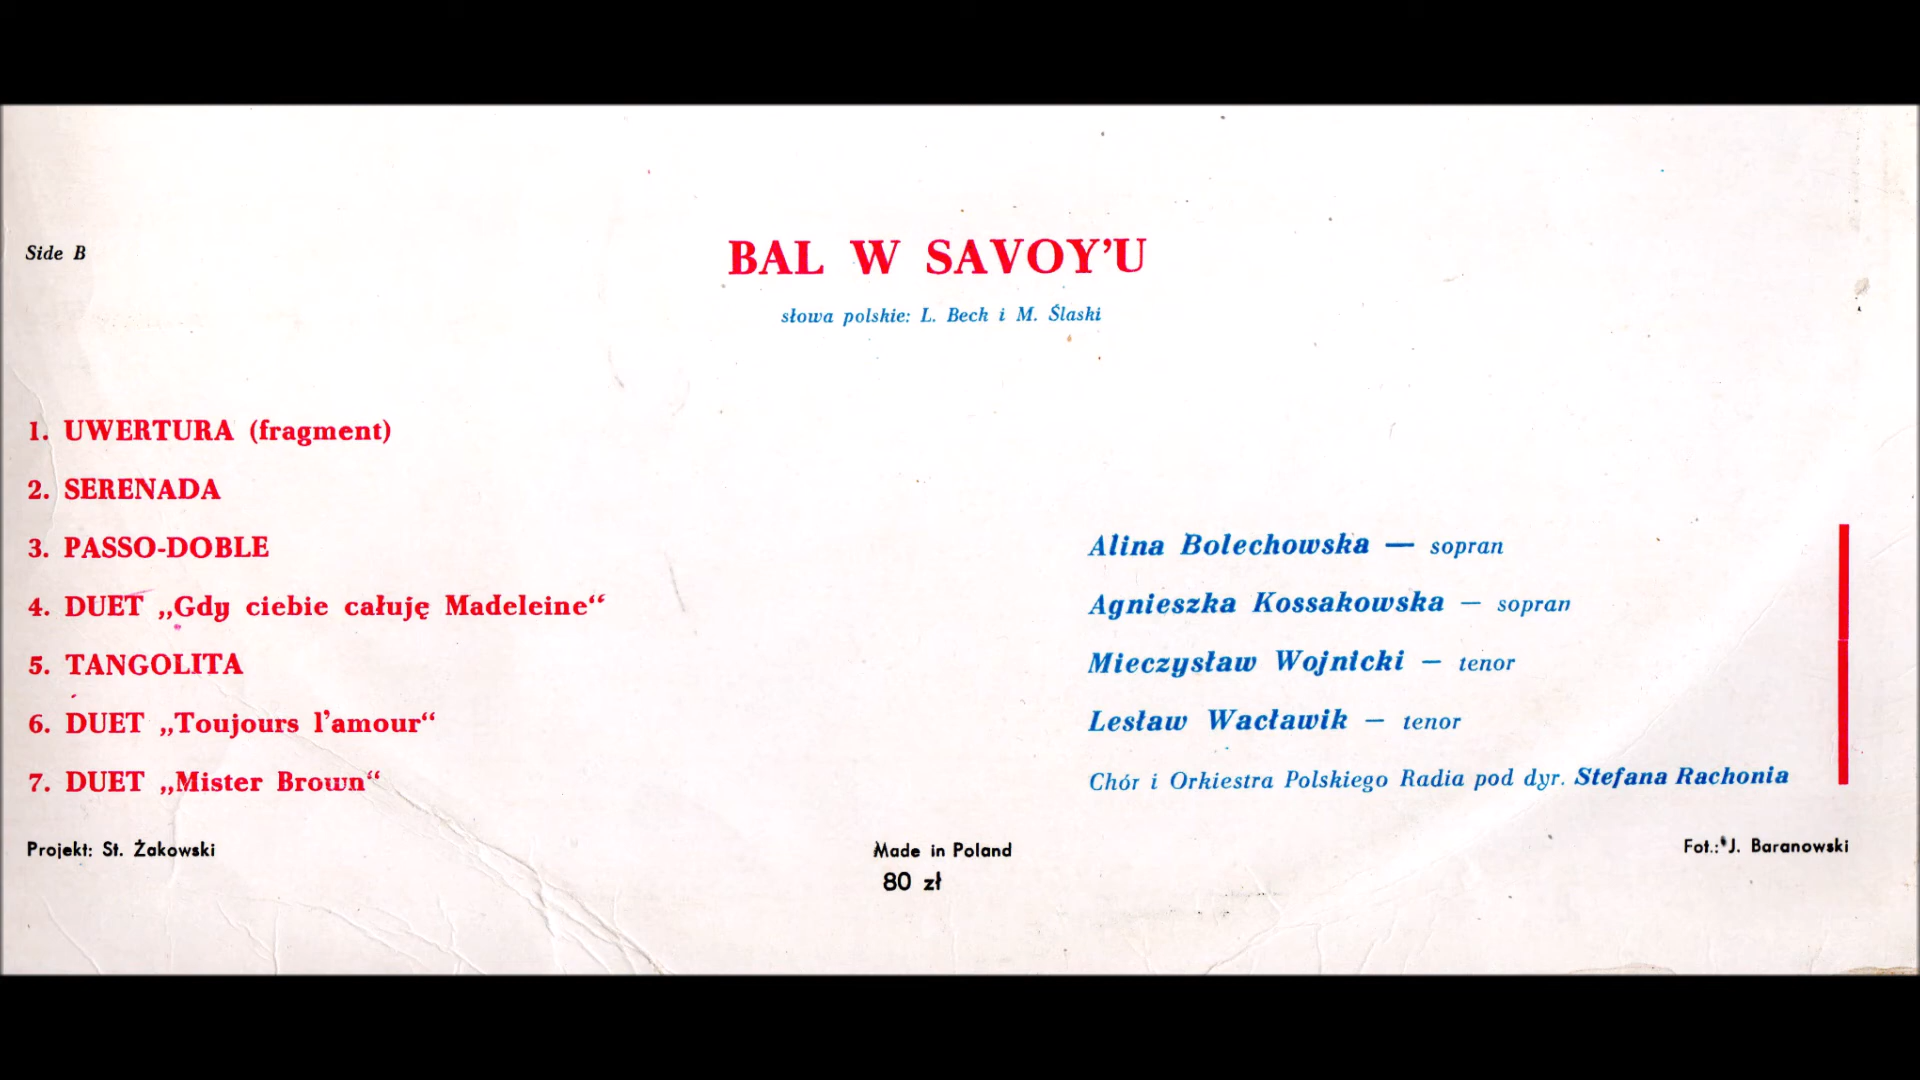 Side B
BAL W SAVOY'U
słowa polskie: L. Bech i M. Ślaski
1. UWERTURA (fragment)
2. SERENADA
3. PASSO-DOBLE
4. DUET „Gdy ciebie całuję Madeleine“
5. TANGOLITA
6. DUET „Toujours l'amour“
7. DUET „Mister Brown“
Alina Bolechowska — sopran
Agnieszka Kossakowska — sopran
Mieczysław Wojnicki — tenor
Lesław Wacławik — tenor
Chór i Orkiestra Polskiego Radia pod dyr. Stefana Rachonia
Projekt: St. Żakowski
Made in Poland
80 zł
Fot.: J. Baranowski